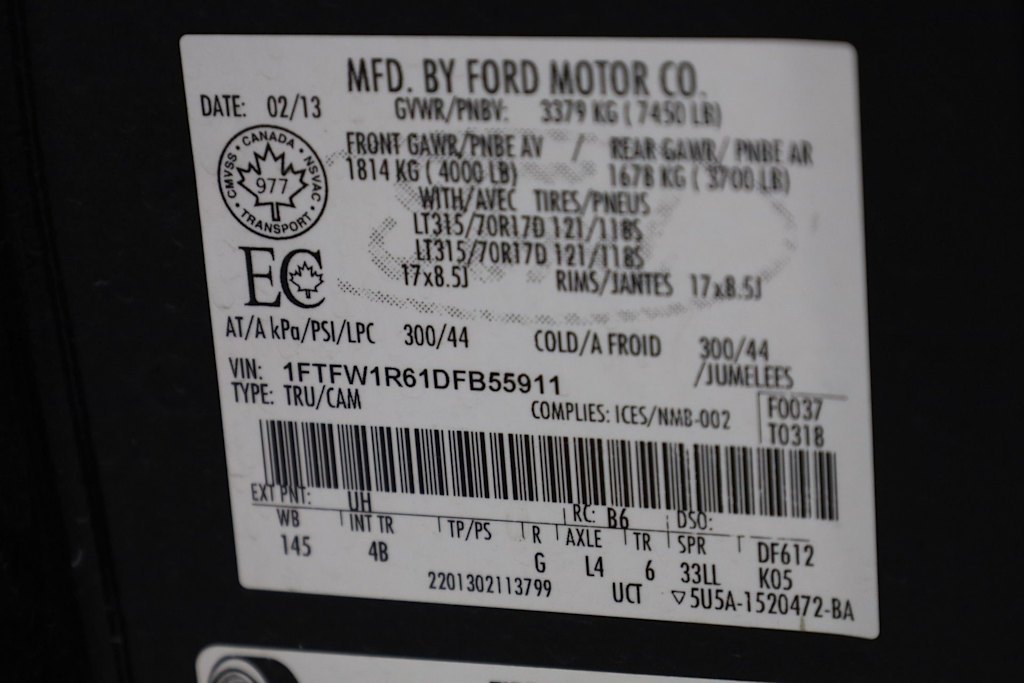 MFD. BY FORD MOTOR CO.
DATE: 02/13
GVWR/PNBV: 3379 KG ( 7450 LB)
FRONT GAWR/PNBE AV / REAR GAWR/ PNBE AR
1814 KG ( 4000 LB) 1678 KG ( 3700 LB)
CANADA
CMVSS
NSVAC
977
TRANSPORT
WITH/AVEC TIRES/PNEUS
LT315/70R17D 121/118S
LT315/70R17D 121/118S
EC
17x8.5J RIMS/JANTES 17x8.5J
AT/A kPa/PSI/LPC 300/44 COLD/A FROID 300/44
/JUMELEES
VIN: 1FTFW1R61DFB55911
TYPE: TRU/CAM
COMPLIES: ICES/NMB-002
F0037
T0318
EXT PNT: UH RC: B6 DSO:
WB INT TR TP/PS R AXLE TR SPR DF612
145 4B G L4 6 33LL K05
2201302113799 UCT ▽5U5A-1520472-BA